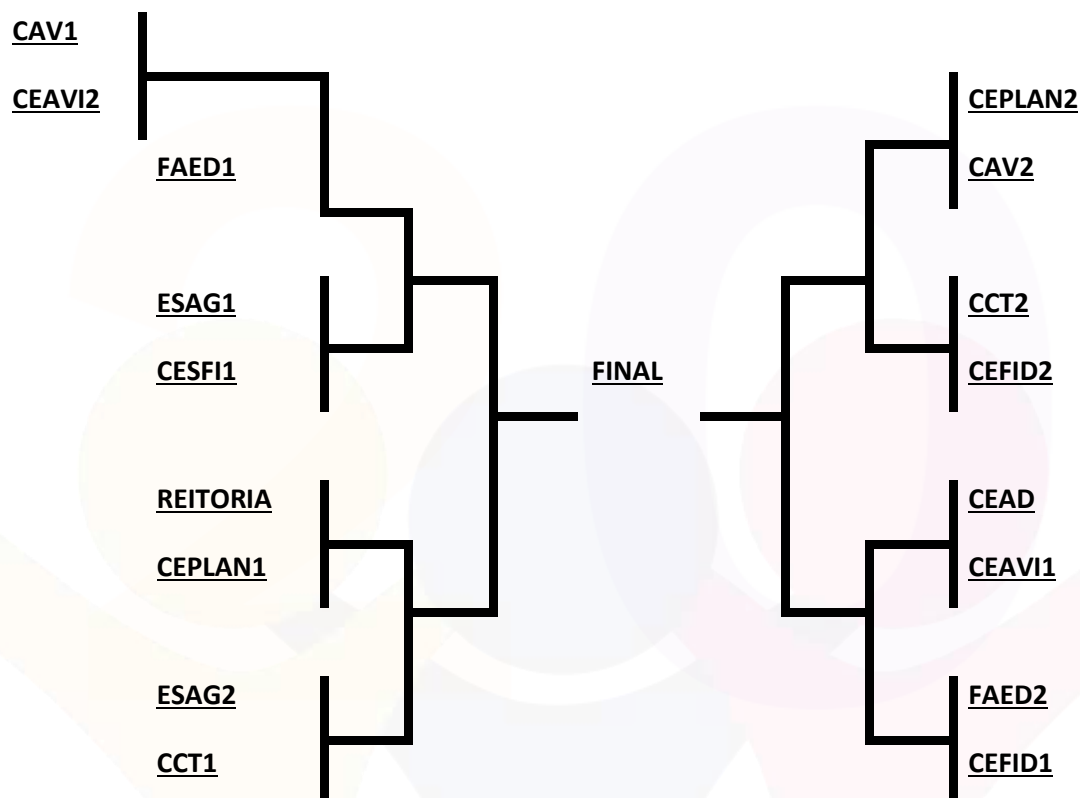 CAV1
CEAVI2
FAED1
ESAG1
CESFI1
REITORIA
CEPLAN1
ESAG2
CCT1
FINAL
CEPLAN2
CAV2
CCT2
CEFID2
CEAD
CEAVI1
FAED2
CEFID1